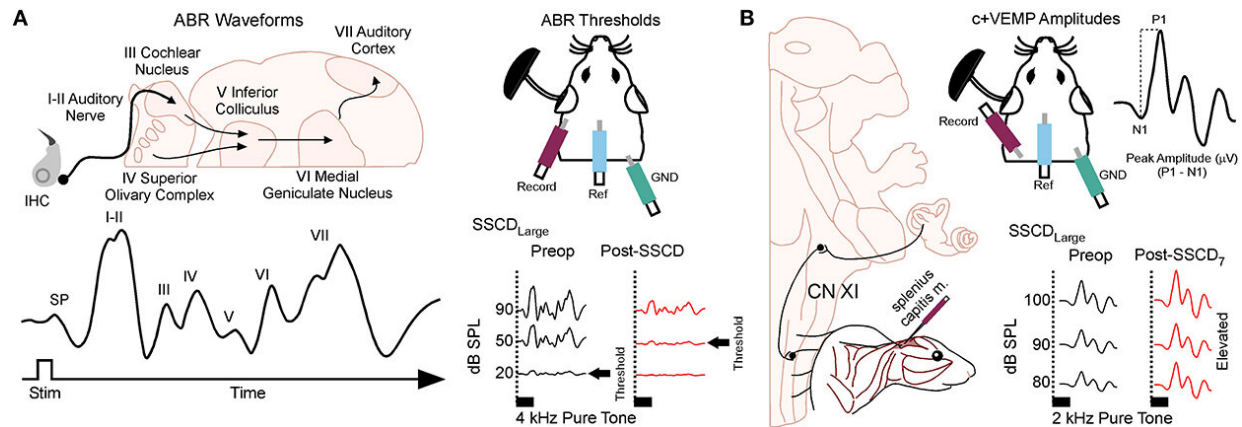 A
ABR Waveforms
VII Auditory
Cortex
III Cochlear
Nucleus
V Inferior
Colliculus
I-II Auditory
Nerve
IHC
IV Superior
Olivary Complex
VI Medial
Geniculate Nucleus
SP
I-II
III
IV
V
VI
VII
Stim
Time
ABR Thresholds
Record
Ref
GND
SSCDLarge
Preop
Post-SSCD
dB SPL
90
50
20
Threshold
Threshold
4 kHz Pure Tone
B
c+VEMP Amplitudes
P1
N1
Peak Amplitude (μV)
(P1 - N1)
Record
Ref
GND
CN XI
splenius
capitis m.
SSCDLarge
Preop
Post-SSCD7
dB SPL
100
90
80
Elevated
2 kHz Pure Tone